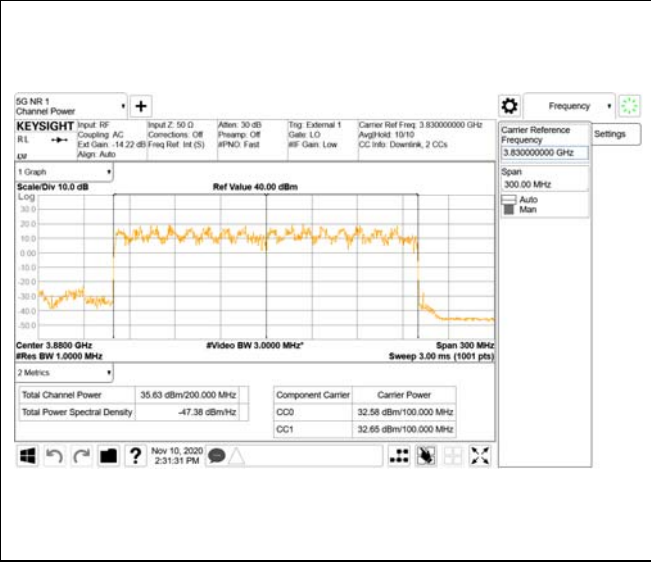 5G NR 1
Channel Power
Frequency
KEYSIGHT
Input: RF
Input Z: 50 Ω
Atten: 30 dB
Trig: External 1
Carrier Ref Freq: 3.830000000 GHz
RL
Coupling: AC
Corrections: Off
Preamp: Off
Gate: LO
Avg|Hold: 10/10
Ext Gain: -14.22 dB
Freq Ref: Int (S)
#PNO: Fast
#IF Gain: Low
CC Info: Downlink, 2 CCs
Align: Auto
Carrier Reference
Frequency
3.830000000 GHz
Settings
Span
300.00 MHz
Auto
Man
1 Graph
Scale/Div 10.0 dB
Ref Value 40.00 dBm
Log
30.0
20.0
10.0
0.00
-10.0
-20.0
-30.0
-40.0
-50.0
Center 3.8800 GHz
#Video BW 3.0000 MHz*
Span 300 MHz
#Res BW 1.0000 MHz
Sweep 3.00 ms (1001 pts)
2 Metrics
Total Channel Power
35.63 dBm/200.000 MHz
Total Power Spectral Density
-47.38 dBm/Hz
Component Carrier
Carrier Power
CC0
32.58 dBm/100.000 MHz
CC1
32.65 dBm/100.000 MHz
?
Nov 10, 2020
2:31:31 PM